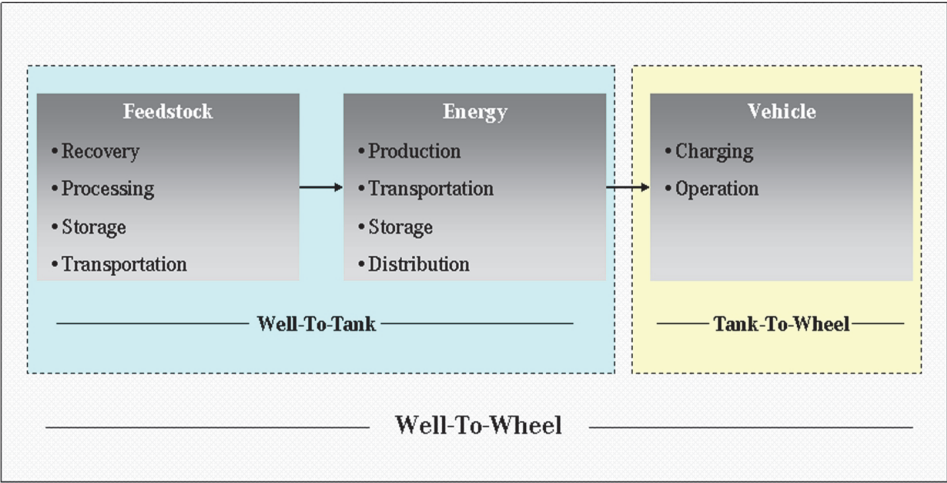 Feedstock
• Recovery
• Processing
• Storage
• Transportation
Energy
• Production
• Transportation
• Storage
• Distribution
Vehicle
• Charging
• Operation
Well-To-Tank
Tank-To-Wheel
Well-To-Wheel